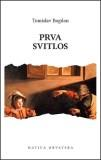 Tomislav Bogdan
PRVA
SVITLOS
MATICA HRVATSKA